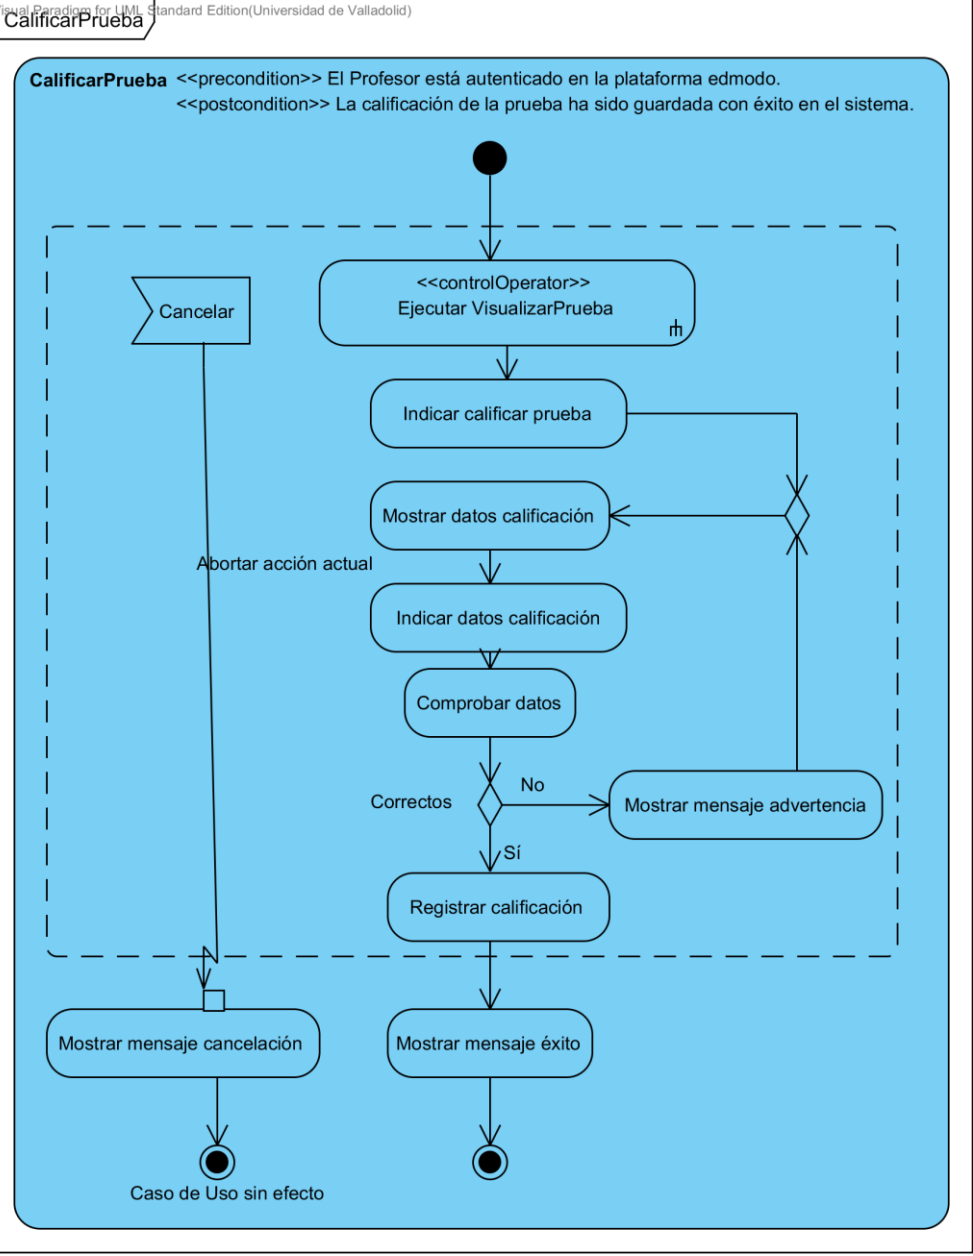 Visual Paradigm for UML Standard Edition(Universidad de Valladolid)
CalificarPrueba
CalificarPrueba <<precondition>> El Profesor está autenticado en la plataforma edmodo.
<<postcondition>> La calificación de la prueba ha sido guardada con éxito en el sistema.
<<controlOperator>>
Ejecutar VisualizarPrueba
Cancelar
Indicar calificar prueba
Mostrar datos calificación
Abortar acción actual
Indicar datos calificación
Comprobar datos
No
Correctos
Mostrar mensaje advertencia
Sí
Registrar calificación
Mostrar mensaje cancelación
Mostrar mensaje éxito
Caso de Uso sin efecto